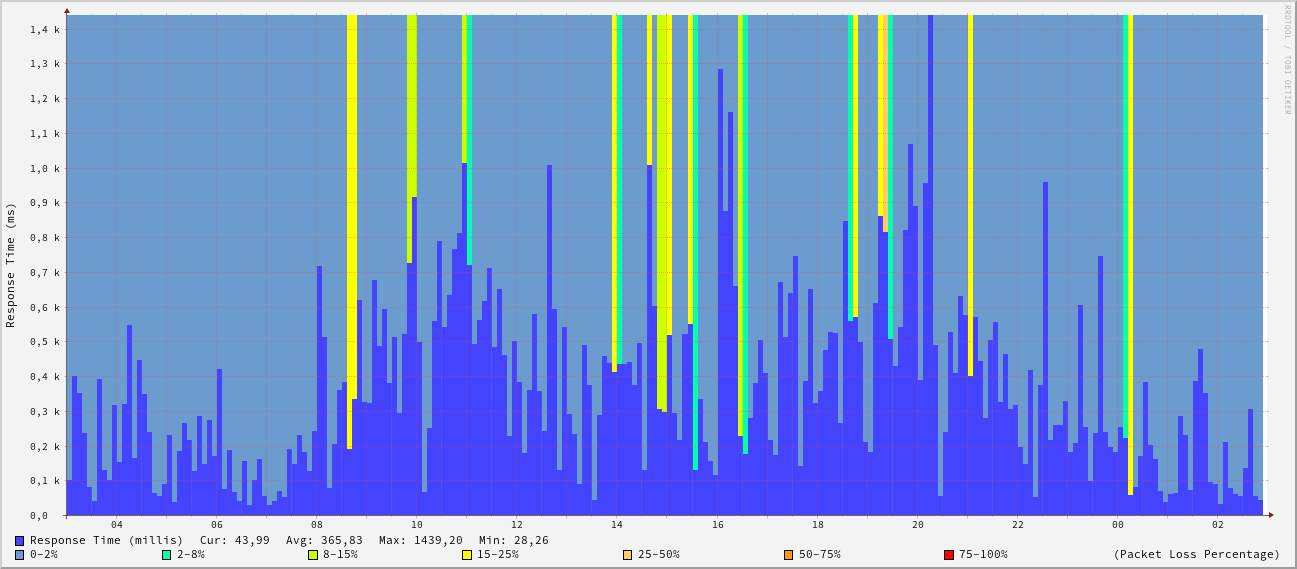 RRDTOOL / TOBI OETIKER
Response Time (ms)
1,4 k
1,3 k
1,2 k
1,1 k
1,0 k
0,9 k
0,8 k
0,7 k
0,6 k
0,5 k
0,4 k
0,3 k
0,2 k
0,1 k
0,0
04 06 08 10 12 14 16 18 20 22 00 02
Response Time (millis) Cur: 43,99 Avg: 365,83 Max: 1439,20 Min: 28,26
0-2% 2-8% 8-15% 15-25% 25-50% 50-75% 75-100% (Packet Loss Percentage)